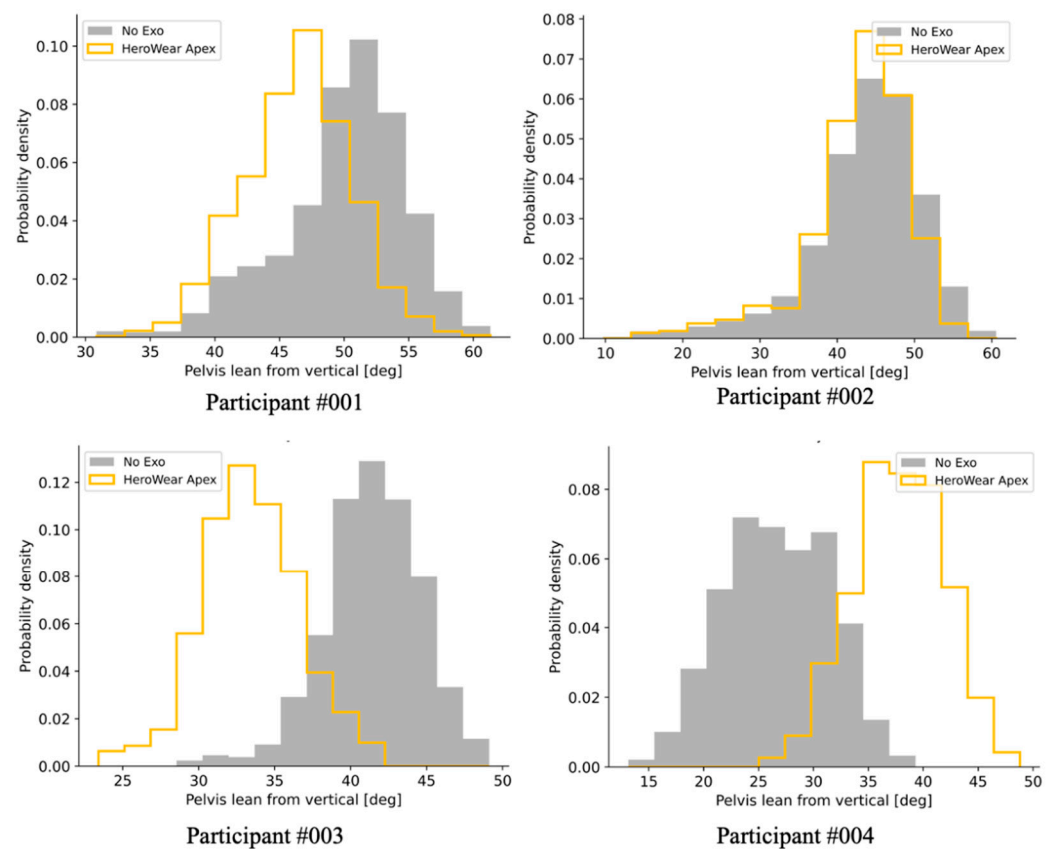 No Exo
HeroWear Apex
0.10
0.08
0.06
0.04
0.02
0.00
Probability density
30 35 40 45 50 55 60
Pelvis lean from vertical [deg]
Participant #001
No Exo
HeroWear Apex
0.08
0.07
0.06
0.05
0.04
0.03
0.02
0.01
0.00
Probability density
10 20 30 40 50 60
Pelvis lean from vertical [deg]
Participant #002
No Exo
HeroWear Apex
0.12
0.10
0.08
0.06
0.04
0.02
0.00
Probability density
25 30 35 40 45 50
Pelvis lean from vertical [deg]
Participant #003
No Exo
HeroWear Apex
0.08
0.06
0.04
0.02
0.00
Probability density
15 20 25 30 35 40 45 50
Pelvis lean from vertical [deg]
Participant #004